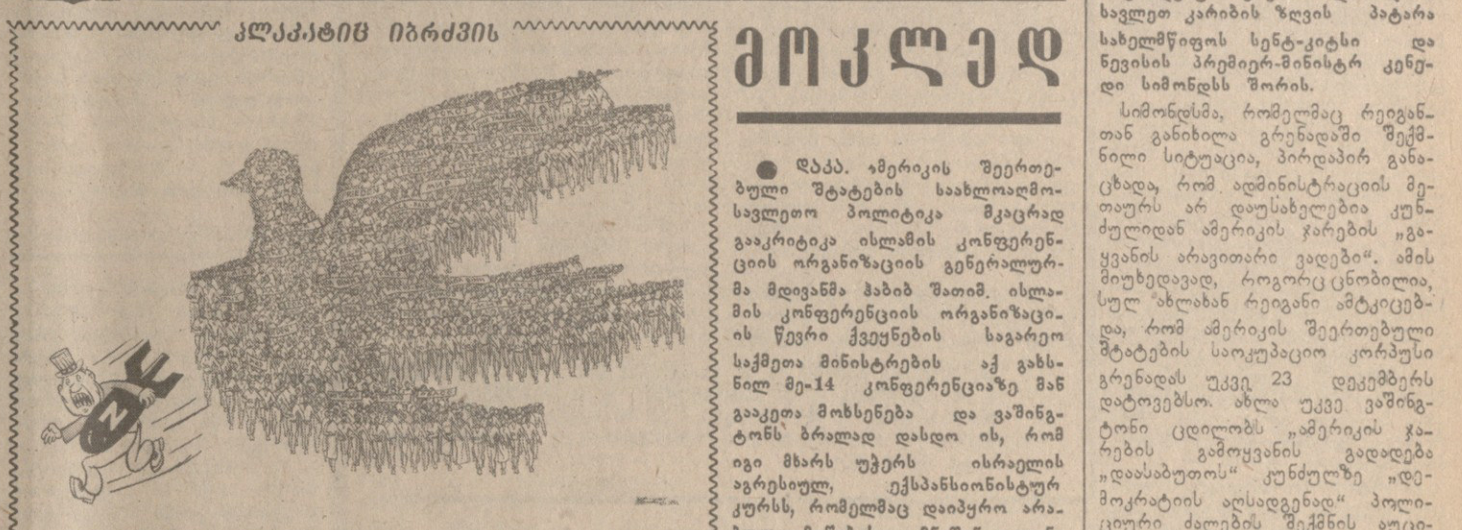 პლაკატიც იბრძვის
N
მოკლედ
● დაკა. ამერიკის შეერთე-
ბული შტატების საახლოაღმო-
სავლეთო პოლიტიკა მკაცრად
გააკრიტიკა ისლამის კონფერენ-
ციის ორგანიზაციის გენერალურ-
მა მდივანმა ჰაბიბ შათიმ. ისლა-
მის კონფერენციის ორგანიზაცი-
ის წევრი ქვეყნების საგარეო
საქმეთა მინისტრების აქ გახს-
ნილ მე-14 კონფერენციაზე მან
გააკეთა მოხსენება და ვაშინგ-
ტონს ბრალად დასდო ის, რომ
იგი მხარს უჭერს ისრაელის
აგრესიულ, ექსპანსიონისტურ
კურსს, რომელმაც დაიპყრო არა-
სავლეთ კარიბის ზღვის პატარა
სახელმწიფოს სენტ-კიტსი და
ნევისის პრემიერ-მინისტრ კენე-
დი სიმონდსს შორის.
სიმონდსმა, რომელმაც რეიგან-
თან განიხილა გრენადაში შექმ-
ნილი სიტუაცია, პირდაპირ განა-
ცხადა, რომ ადმინისტრაციის მე-
თაურს არ დაუსახელებია კუნ-
ძულიდან ამერიკის ჯარების „გა-
ყვანის არავითარი ვადები“. ამის
მიუხედავად, როგორც ცნობილია,
სულ ახლახან რეიგანი ამტკიცებ-
და, რომ ამერიკის შეერთებული
შტატების საოკუპაციო კორპუსი
გრენადას უკვე 23 დეკემბერს
დატოვებსო. ახლა უკვე ვაშინგ-
ტონი ცდილობს „ამერიკის ჯა-
რების გამოყვანის გადადება
„დაასაბუთოს“ კუნძულზე „დე-
მოკრატიის აღსადგენად“ პოლი-
ციური ძალების შექმნის